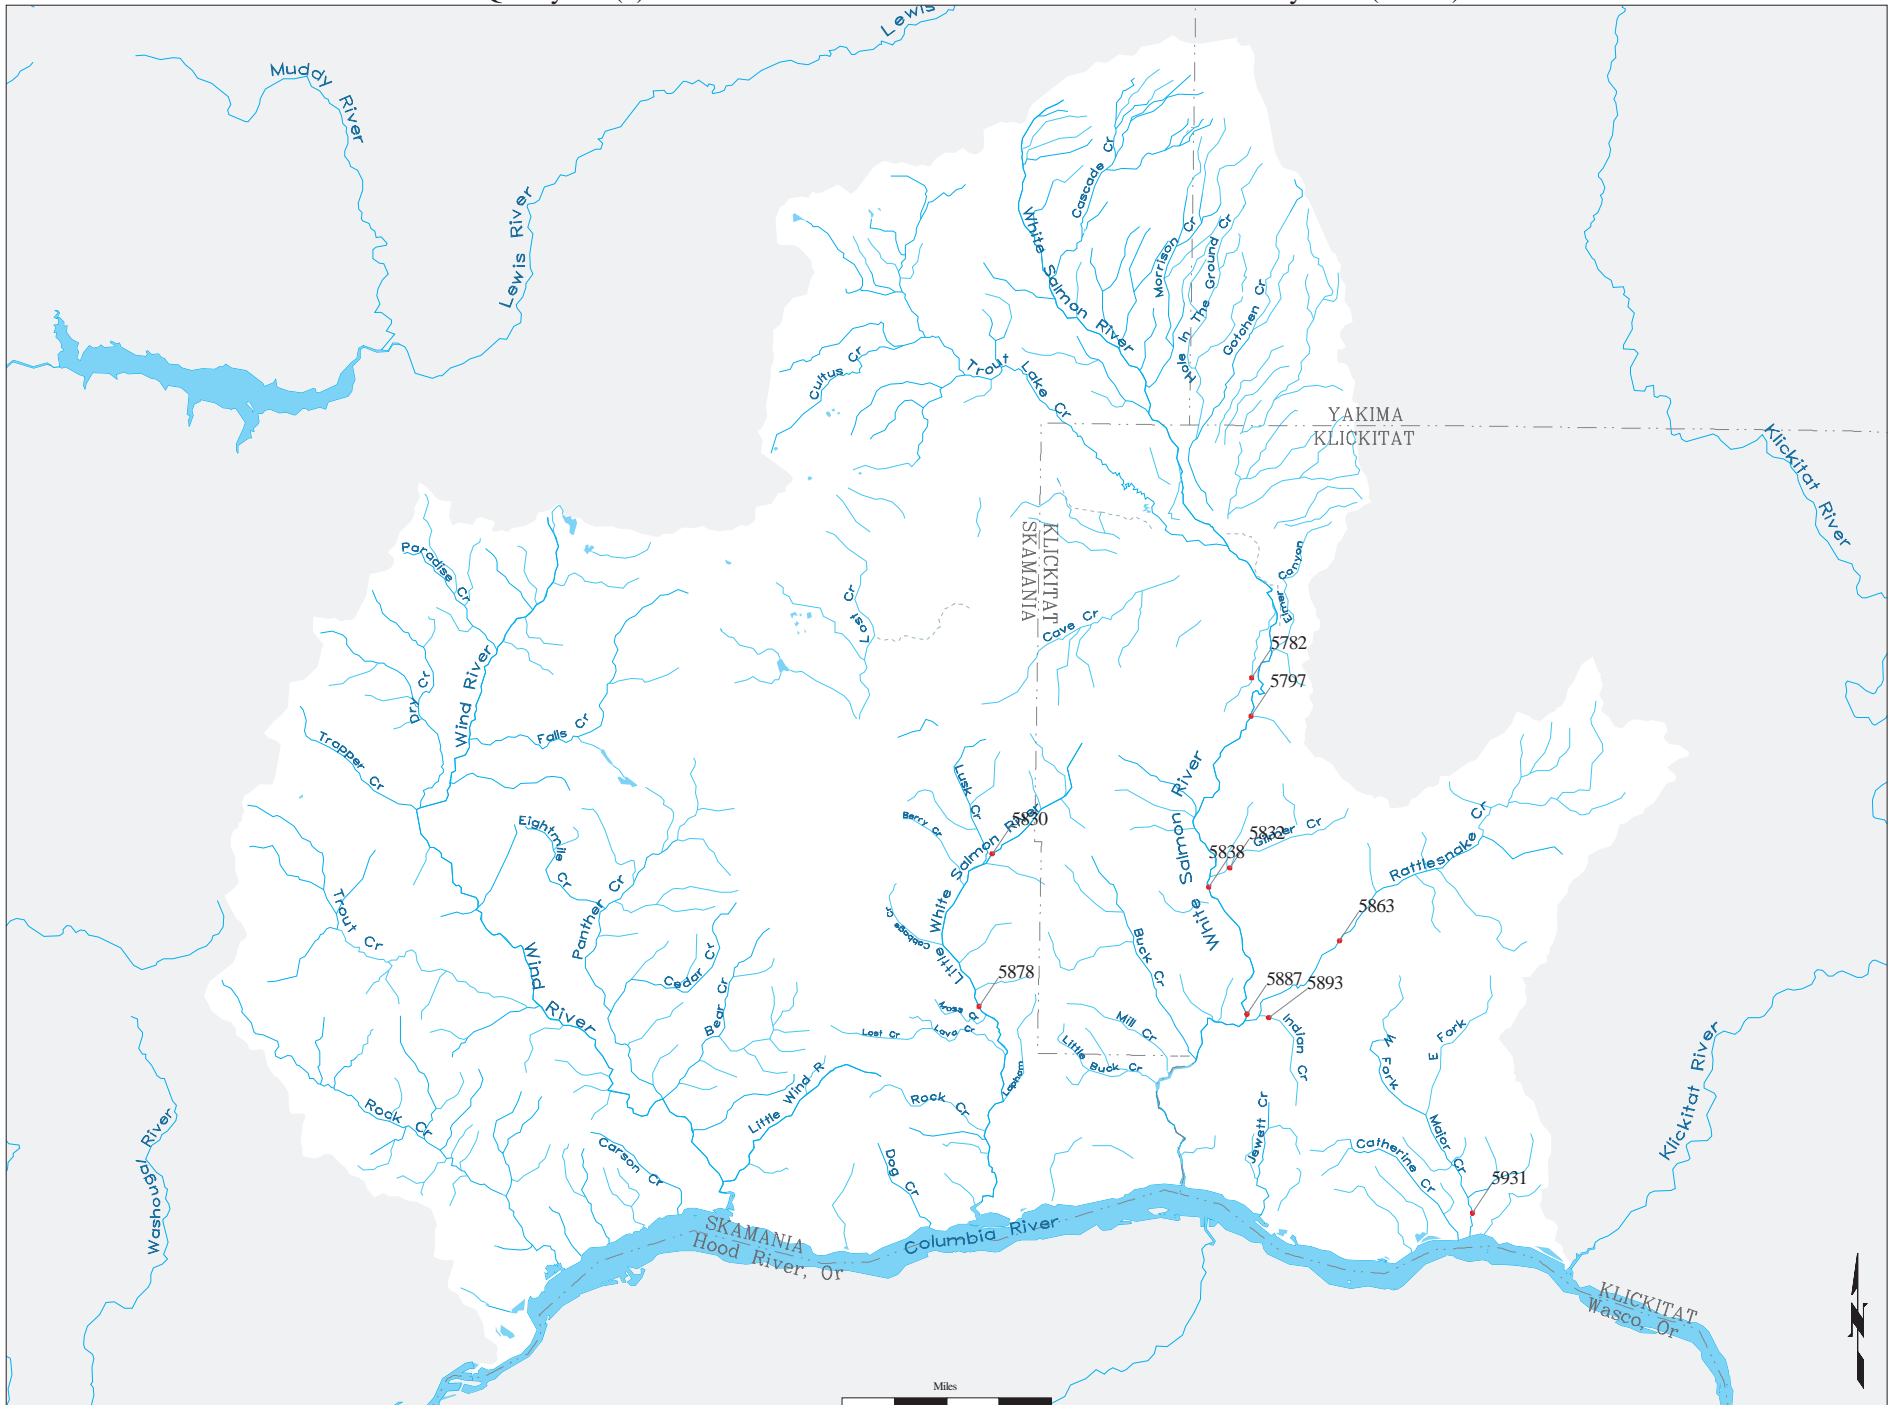 Lewis
Muddy River
Lewis River
Cascade Cr
White Salmon River
Morrison Cr
Hole In The Ground Cr
Gotchen Cr
Cultus Cr
Trout Lake Cr
YAKIMA
KLICKITAT
Klickitat River
KLICKITAT
SKAMANIA
Paradise Cr
Elmer Canyon
Lost Cr
Cave Cr
5782
5797
Dry Cr
Wind River
Falls Cr
Trapper Cr
Lusk Cr
Berry Cr
5830
Little White Salmon River
White Salmon River
5832
Gilmer Cr
5838
Rattlesnake Cr
Eightmile Cr
Panther Cr
Trout Cr
5863
Cabbage Cr
Buck Cr
Wind River
Cedar Cr
Bear Cr
5878
5887
5893
Moss Cr
Lost Cr
Lava Cr
Mill Cr
Little Buck Cr
Indian Cr
W Fork
E Fork
Klickitat River
Lapham
Rock Cr
Little Wind R
Rock Cr
Carson Cr
Dog Cr
Jewett Cr
Catherine Cr
Major Cr
5931
Washougal River
SKAMANIA
Hood River, Or
Columbia River
KLICKITAT
Wasco, Or
N
Miles